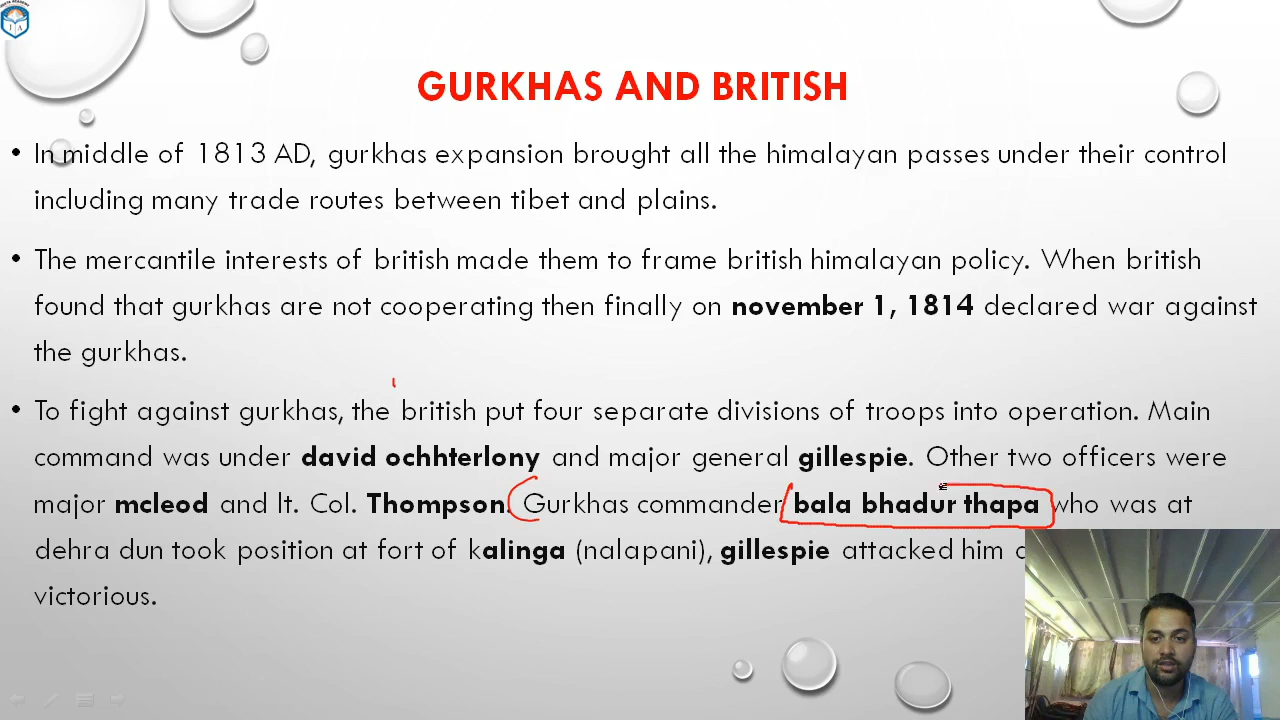 GURKHAS AND BRITISH
• In middle of 1813 AD, gurkhas expansion brought all the himalayan passes under their control
including many trade routes between tibet and plains.
• The mercantile interests of british made them to frame british himalayan policy. When british
found that gurkhas are not cooperating then finally on november 1, 1814 declared war against
the gurkhas.
• To fight against gurkhas, the british put four separate divisions of troops into operation. Main
command was under david ochhterlony and major general gillespie. Other two officers were
major mcleod and lt. Col. Thompson. Gurkhas commander bala bhadur thapa who was at
dehra dun took position at fort of kalinga (nalapani), gillespie attacked him
victorious.